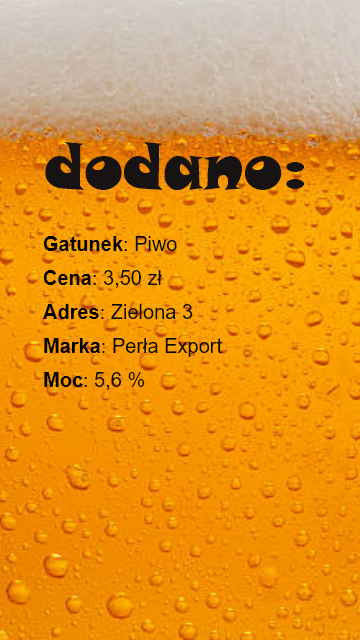 dodano:
Gatunek: Piwo
Cena: 3,50 zł
Adres: Zielona 3
Marka: Perła Export
Moc: 5,6 %